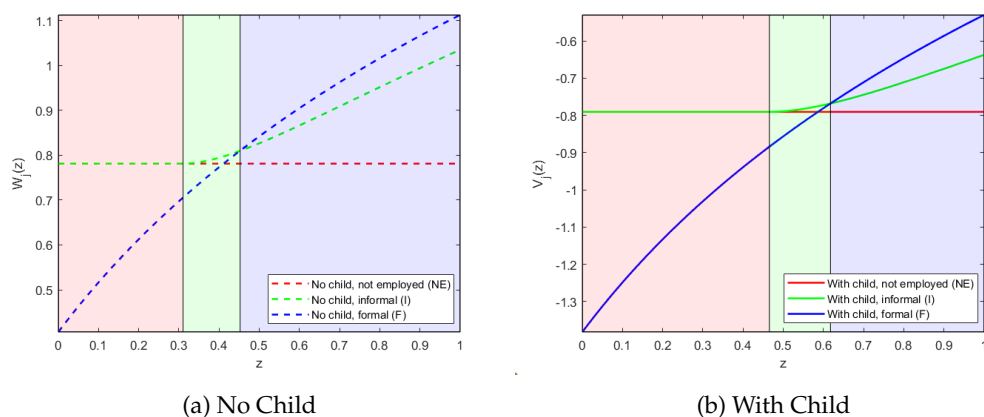 1.1
1
0.9
0.8
0.7
0.6
0.5
W_j(z)
0 0.1 0.2 0.3 0.4 0.5 0.6 0.7 0.8 0.9 1
z
No child, not employed (NE)
No child, informal (I)
No child, formal (F)
(a) No Child
-0.6
-0.7
-0.8
-0.9
-1
-1.1
-1.2
-1.3
V_j(z)
0 0.1 0.2 0.3 0.4 0.5 0.6 0.7 0.8 0.9 1
z
With child, not employed (NE)
With child, informal (I)
With child, formal (F)
(b) With Child